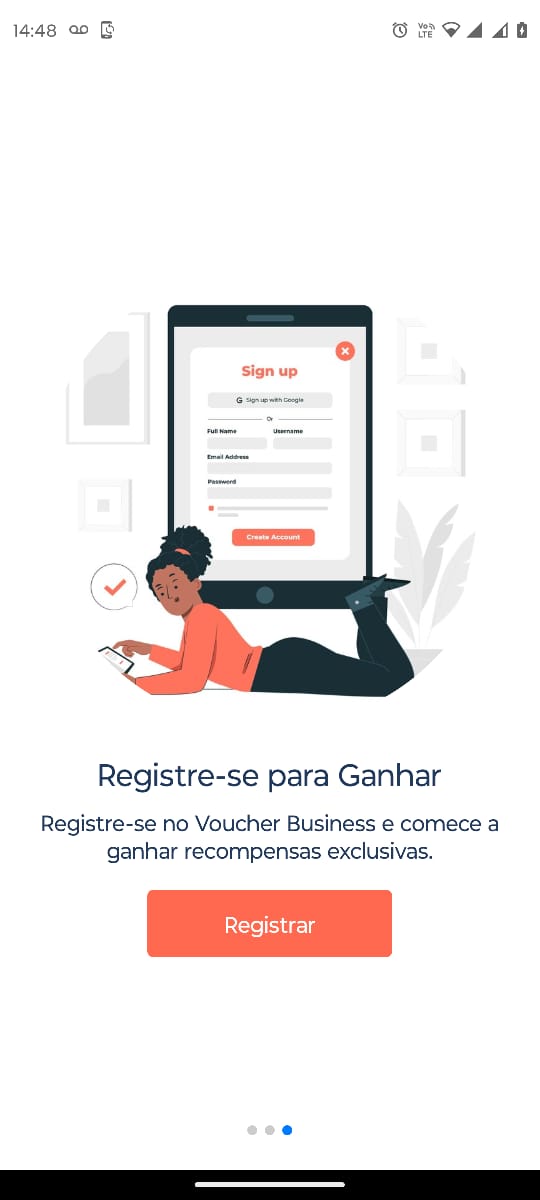 14:48
Vo LTE
Sign up
G Sign up with Google
Or
Full Name Username
Email Address
Password
Create Account
Registre-se para Ganhar
Registre-se no Voucher Business e comece a
ganhar recompensas exclusivas.
Registrar